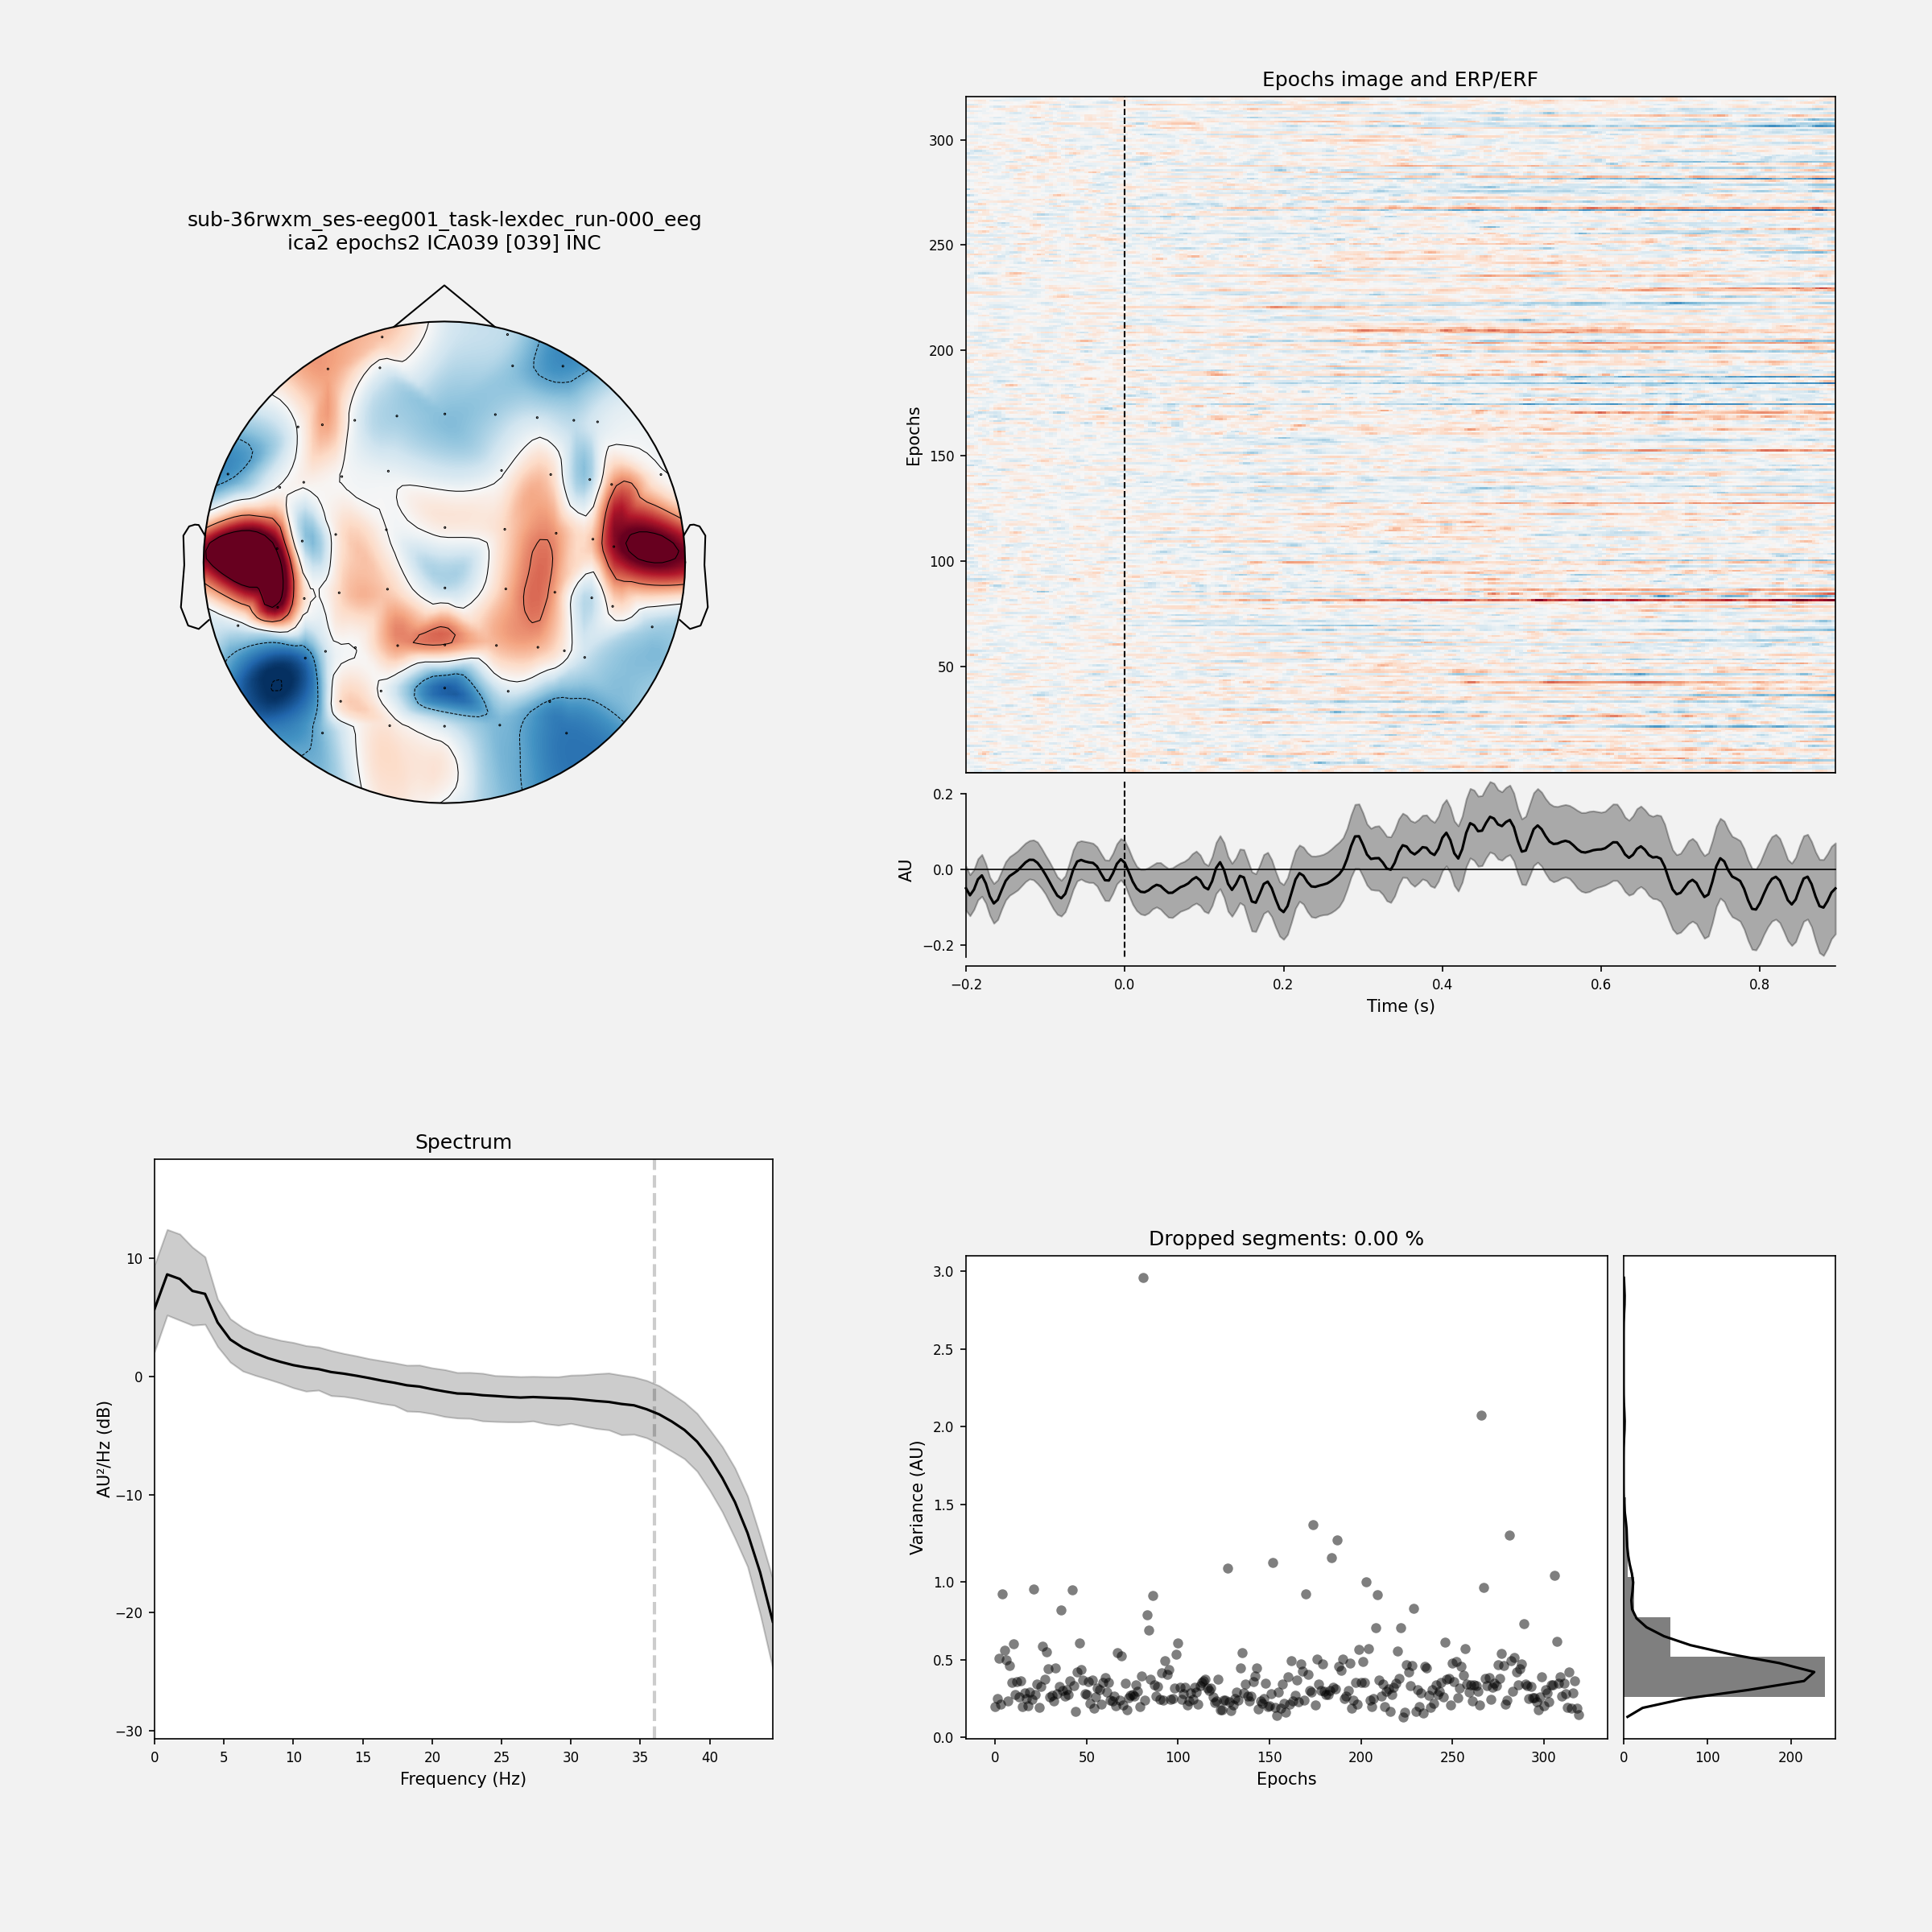 sub-36rwxm_ses-eeg001_task-lexdec_run-000_eeg
ica2 epochs2 ICA039 [039] INC
Epochs image and ERP/ERF
300
250
200
150
100
50
Epochs
0.2
0.0
−0.2
AU
−0.2 0.0 0.2 0.4 0.6 0.8
Time (s)
Spectrum
10
0
−10
−20
−30
AU²/Hz (dB)
0 5 10 15 20 25 30 35 40
Frequency (Hz)
Dropped segments: 0.00 %
3.0
2.5
2.0
1.5
1.0
0.5
0.0
Variance (AU)
0 50 100 150 200 250 300
Epochs
0 100 200